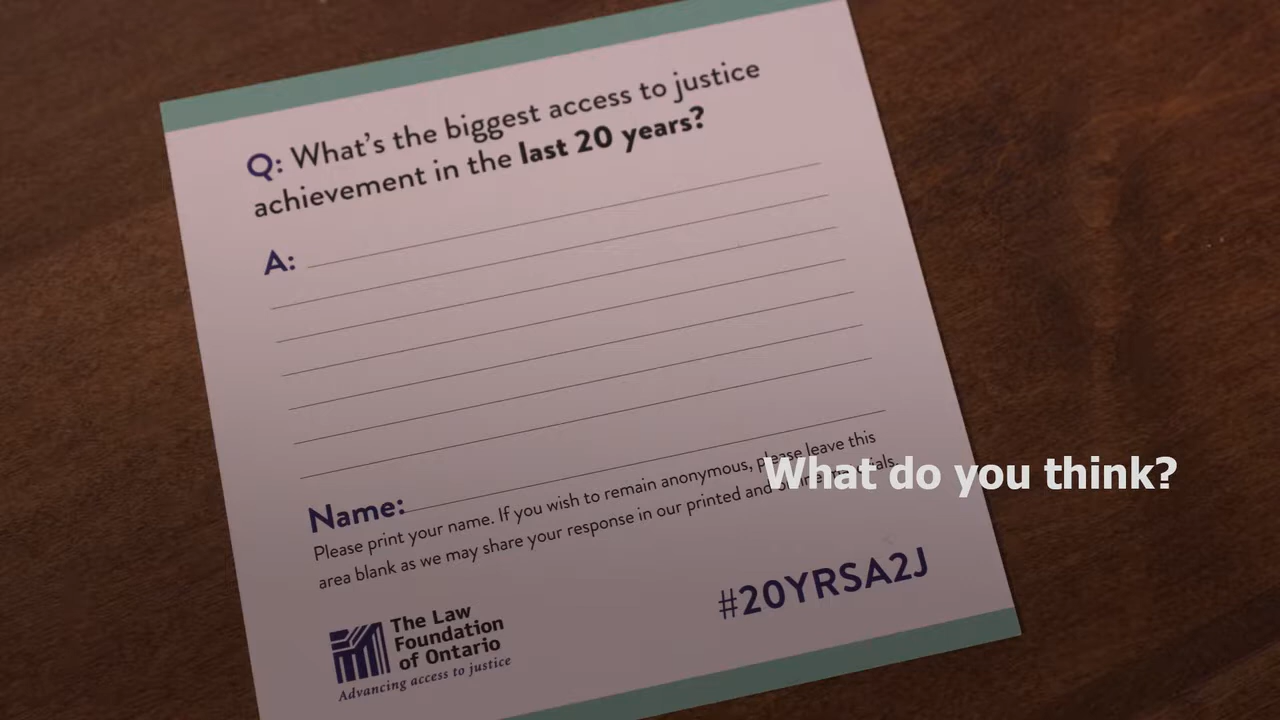 Q: What's the biggest access to justice
achievement in the last 20 years?
A:
Name:
Please print your name. If you wish to remain anonymous, please leave this
area blank as we may share your response in our printed and
What do you think?
#20YRSA2J
The Law
Foundation
of Ontario
Advancing access to justice